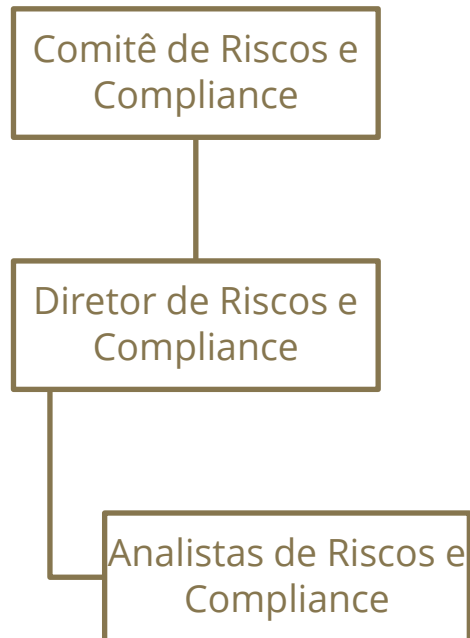 Comitê de Riscos e
Compliance
Diretor de Riscos e
Compliance
Analistas de Riscos e
Compliance